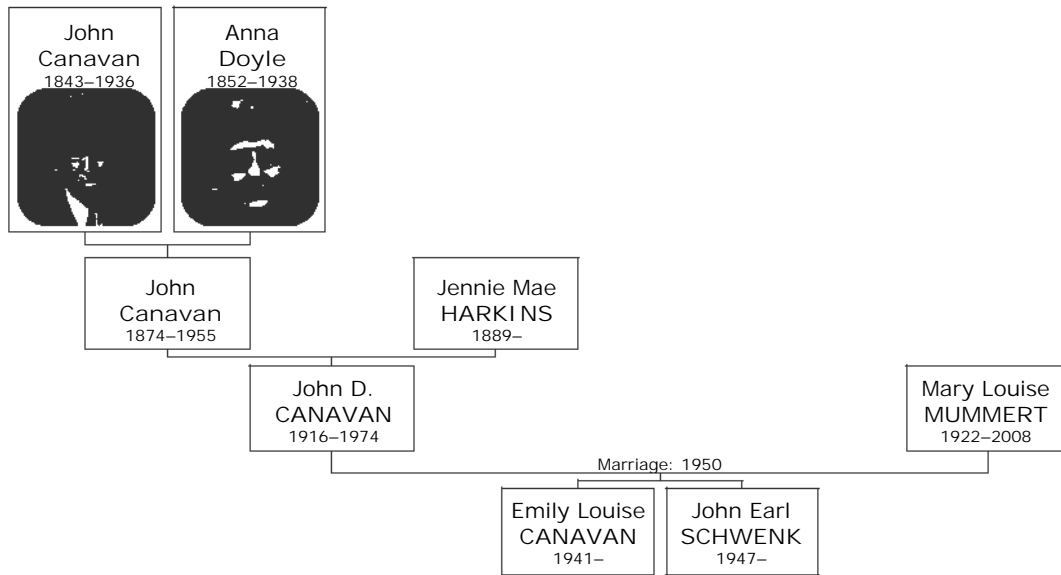 John
Canavan
1843–1936
Anna
Doyle
1852–1938
John
Canavan
1874–1955
Jennie Mae
HARKINS
1889–
John D.
CANAVAN
1916–1974
Mary Louise
MUMMERT
1922–2008
Marriage: 1950
Emily Louise
CANAVAN
1941–
John Earl
SCHWENK
1947–